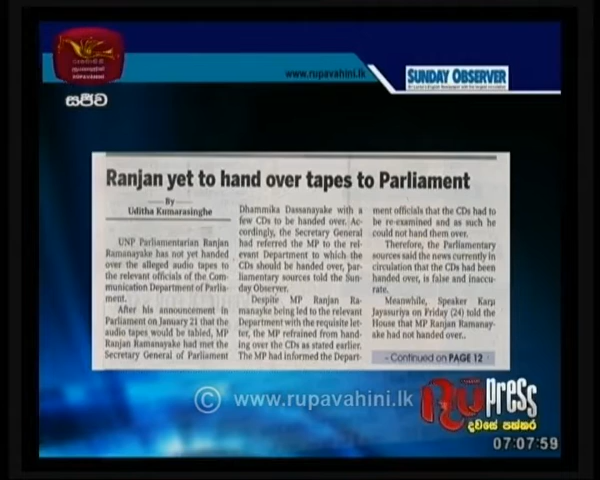 RUPAVAHINI
සජීව
www.rupavahini.lk
SUNDAY OBSERVER
Ranjan yet to hand over tapes to Parliament
By
Uditha Kumarasinghe
UNP Parliamentarian Ranjan
Ramanayake has not yet handed
over the alleged audio tapes to
the relevant officials of the Com-
munication Department of Parlia-
ment.
After his announcement in
Parliament on January 21 that the
audio tapes would be tabled, MP
Ranjan Ramanayake had met the
Secretary General of Parliament
Dhammika Dassanayake with a
few CDs to be handed over. Ac-
cordingly, the Secretary General
had referred the MP to the rel-
evant Department to which the
CDs should be handed over, par-
liamentary sources told the Sun-
day Observer.
Despite MP Ranjan Ra-
manayke being led to the relevant
Department with the requisite let-
ter, the MP refrained from hand-
ing over the CDs as stated earlier.
The MP had informed the Depart-
ment officials that the CDs had to
be re-examined and as such he
could not hand them over.
Therefore, the Parliamentary
sources said the news currently in
circulation that the CDs had been
handed over, is false and inaccu-
rate.
Meanwhile, Speaker Karu
Jayasuriya on Friday (24) told the
House that MP Ranjan Ramanay-
ake had not handed over..
- Continued on PAGE 12
© www.rupavahini.lk
රූpress
දවසේ පත්තර
07:07:59